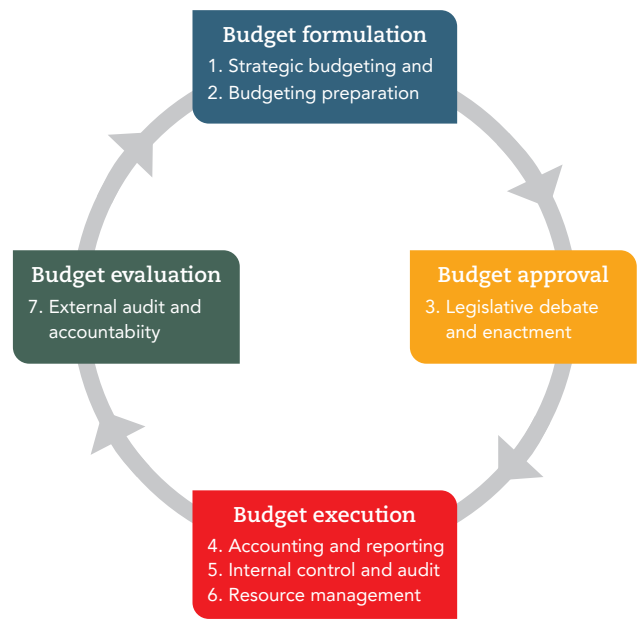 Budget formulation
1. Strategic budgeting and
2. Budgeting preparation
Budget evaluation
7. External audit and
accountabiity
Budget approval
3. Legislative debate
and enactment
Budget execution
4. Accounting and reporting
5. Internal control and audit
6. Resource management